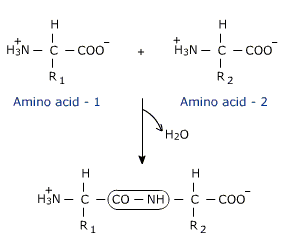 H H
H₃N⁺ – C – COO⁻ + H₃N⁺ – C – COO⁻
R₁ R₂
Amino acid - 1 Amino acid - 2
H₂O
H H
H₃N⁺ – C – CO – NH – C – COO⁻
R₁ R₂